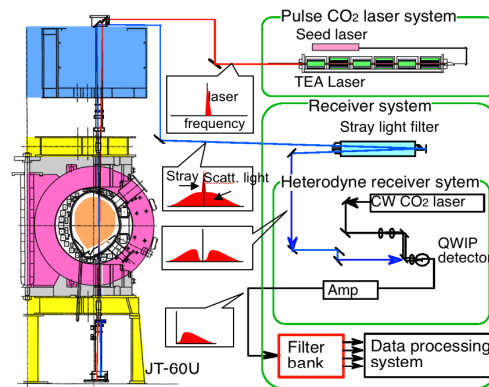 Pulse CO2 laser system
Seed laser
TEA Laser
laser
frequency
Receiver system
Stray light filter
Stray Scatt. light
Heterodyne receiver sytem
CW CO2 laser
QWIP
detector
Amp
Filter
bank
Data processing
system
JT-60U